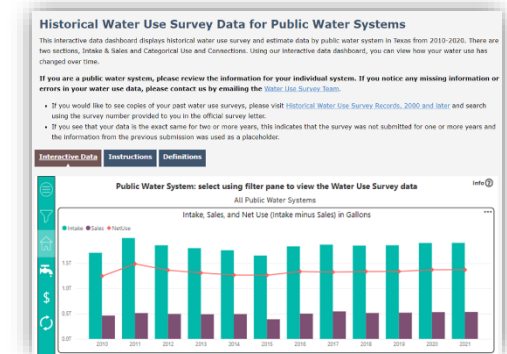 Historical Water Use Survey Data for Public Water Systems
This interactive data dashboard displays historical water use survey and estimate data by public water system in Texas from 2010-2020. There are
two sections, Intake & Sales and Categorical Use and Connections. Using our interactive data dashboard, you can view how your water use has
changed over time.
If you are a public water system, please review the information for your individual system. If you notice any missing information or
errors in your water use data, please contact us by emailing the Water Use Survey Team.
• If you would like to see copies of your past water use surveys, please visit Historical Water Use Survey Records, 2000 and later and search
using the survey number provided to you in the official survey letter.
• If you see that your data is the exact same for two or more years, this indicates that the survey was not submitted for one or more years and
the information from the previous submission was used as a placeholder.
Interactive Data Instructions Definitions
Public Water System: select using filter pane to view the Water Use Survey data
Info ?
All Public Water Systems
Intake, Sales, and Net Use (Intake minus Sales) in Gallons
Intake Sales NetUse
1.5T
1.0T
0.5T
0.0T
2010 2011 2012 2013 2014 2015 2016 2017 2018 2019 2020 2021
$